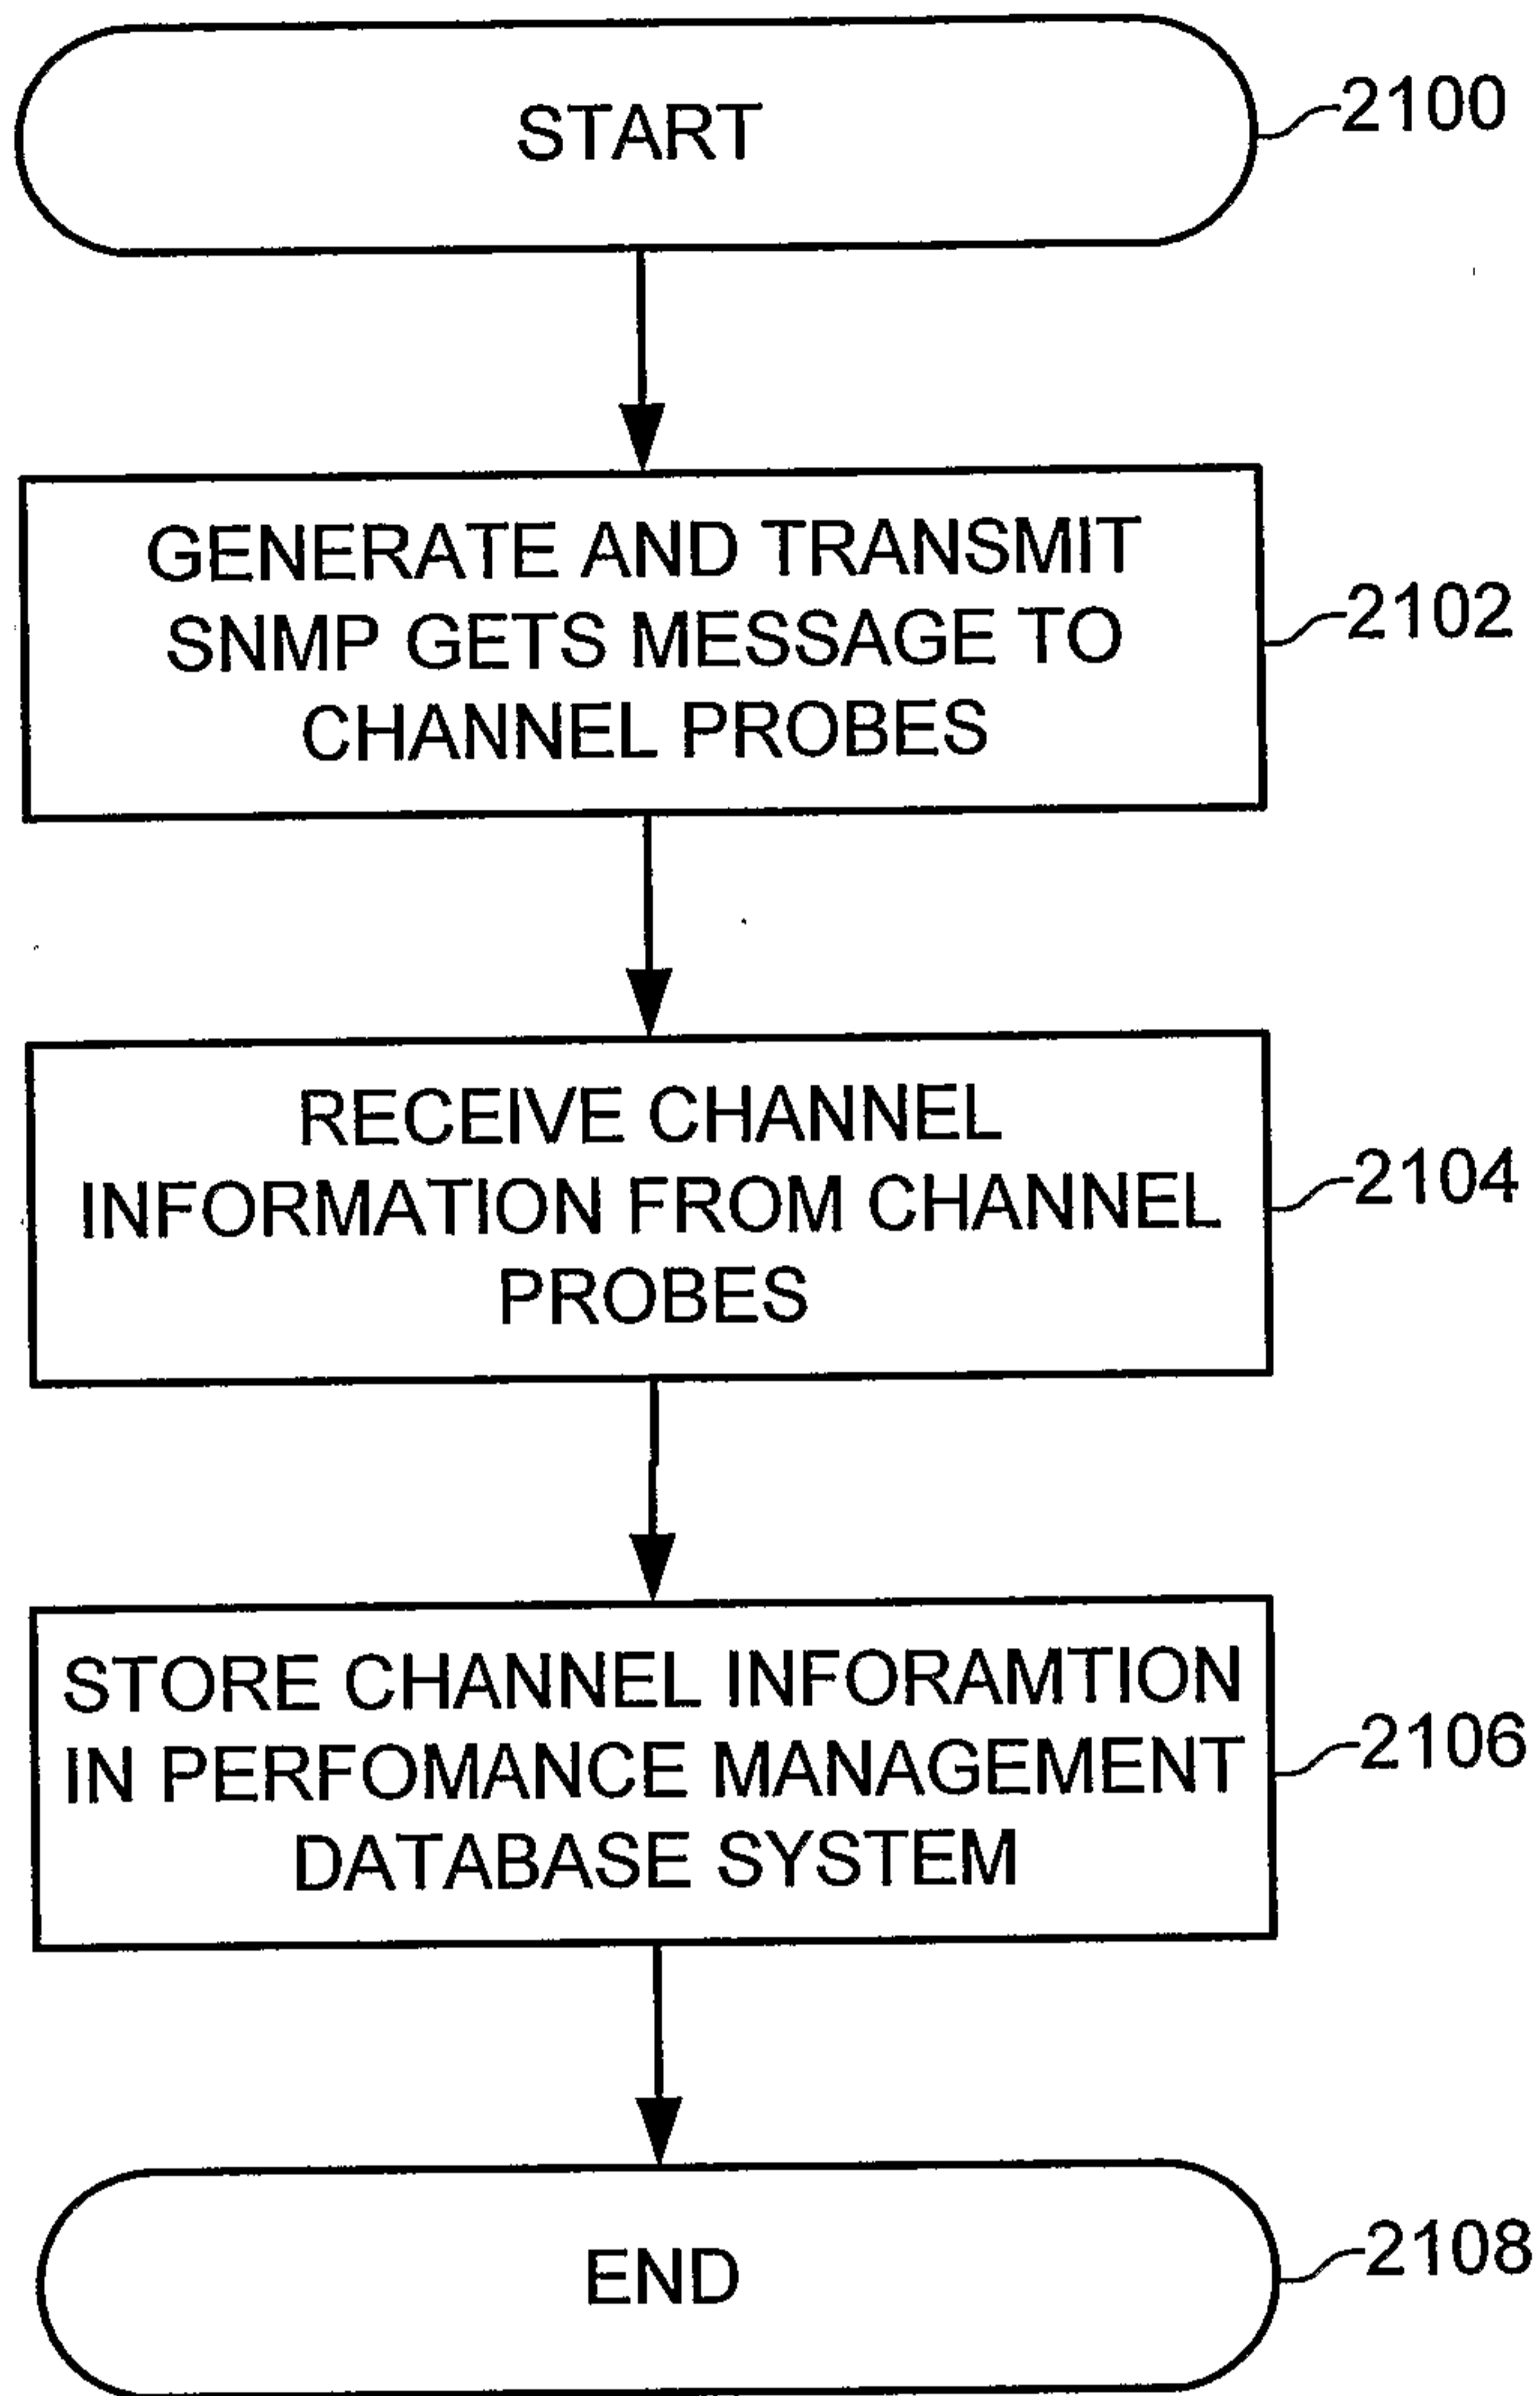 START
2100
GENERATE AND TRANSMIT
SNMP GETS MESSAGE TO
CHANNEL PROBES
2102
RECEIVE CHANNEL
INFORMATION FROM CHANNEL
PROBES
2104
STORE CHANNEL INFORAMTION
IN PERFOMANCE MANAGEMENT
DATABASE SYSTEM
2106
END
2108